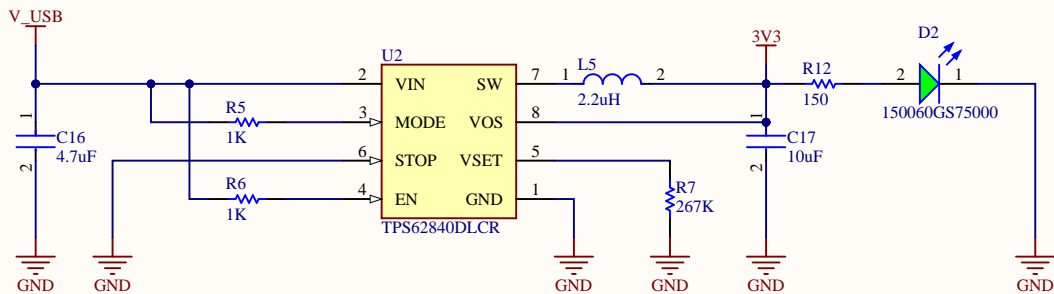 V_USB
U2
3V3
D2
2 VIN SW 7 1 L5 2
2.2uH
R12
150
2 1
150060GS75000
1
C16
4.7uF
2
R5
1K
3 MODE VOS 8
1
C17
10uF
2
6 STOP VSET 5
R6
1K
4 EN GND 1
R7
267K
TPS62840DLCR
GND GND GND GND GND GND